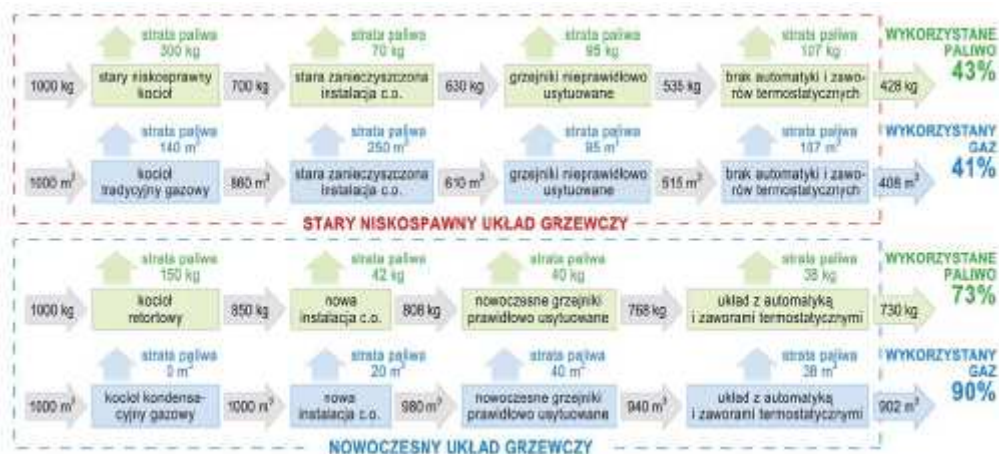 strata paliwa
300 kg
strata paliwa
70 kg
strata paliwa
95 kg
strata paliwa
107 kg
WYKORZYSTANE
PALIWO
43%
1000 kg
stary niskosprawny
kocioł
700 kg
stara zanieczyszczona
instalacja c.o.
630 kg
grzejniki nieprawidłowo
usytuowane
535 kg
brak automatyki i zawo-
rów termostatycznych
428 kg
strata paliwa
140 m³
strata paliwa
250 m³
strata paliwa
95 m³
strata paliwa
107 m³
WYKORZYSTANY
GAZ
41%
1000 m³
kocioł
tradycyjny gazowy
860 m³
stara zanieczyszczona
instalacja c.o.
610 m³
grzejniki nieprawidłowo
usytuowane
515 m³
brak automatyki i zawo-
rów termostatycznych
408 m³
STARY NISKOSPAWNY UKŁAD GRZEWCZY
strata paliwa
150 kg
strata paliwa
42 kg
strata paliwa
40 kg
strata paliwa
38 kg
WYKORZYSTANE
PALIWO
73%
1000 kg
kocioł
retortowy
850 kg
nowa
instalacja c.o.
808 kg
nowoczesne grzejniki
prawidłowo usytuowane
768 kg
układ z automatyką
i zaworami termostatycznymi
730 kg
strata paliwa
0 m³
strata paliwa
20 m³
strata paliwa
40 m³
strata paliwa
38 m³
WYKORZYSTANY
GAZ
90%
1000 m³
kocioł kondensa-
cyjny gazowy
1000 m³
nowa
instalacja c.o.
980 m³
nowoczesne grzejniki
prawidłowo usytuowane
940 m³
układ z automatyką
i zaworami termostatycznymi
902 m³
NOWOCZESNY UKŁAD GRZEWCZY